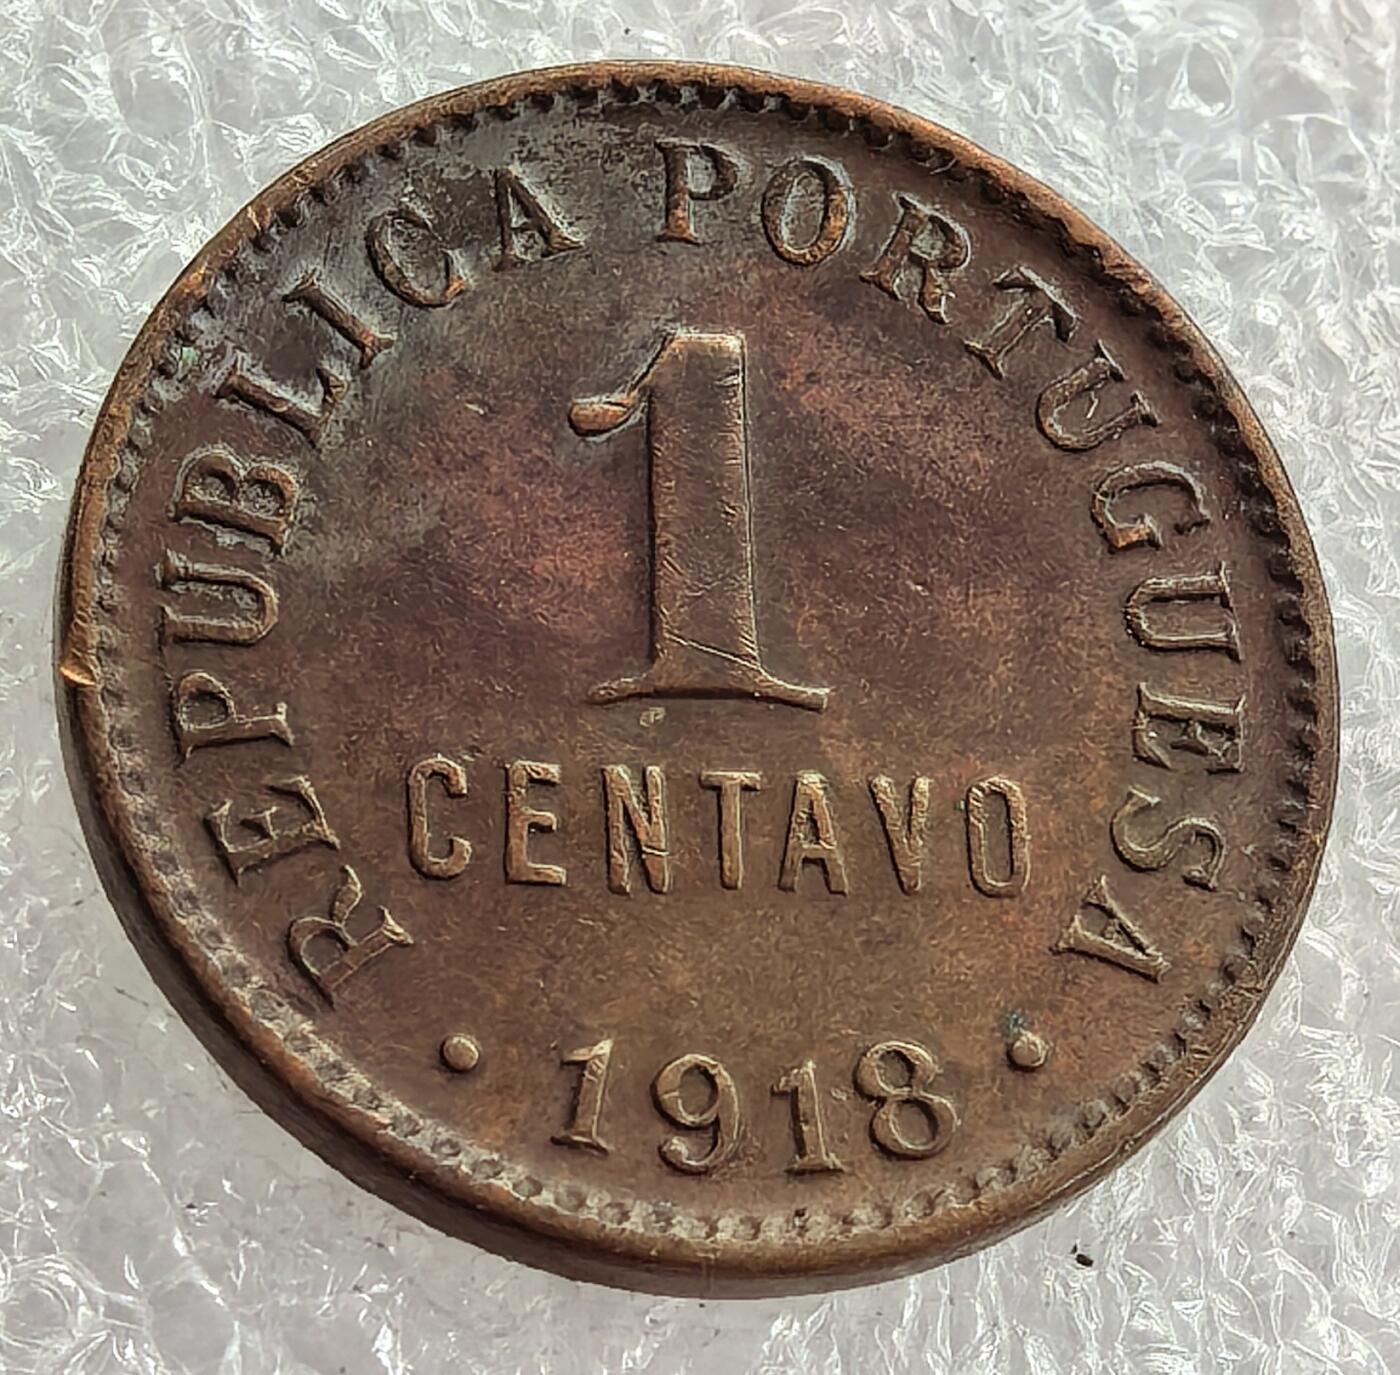 REPUBLICA PORTUGUESA
1
CENTAVO
• 1918 •